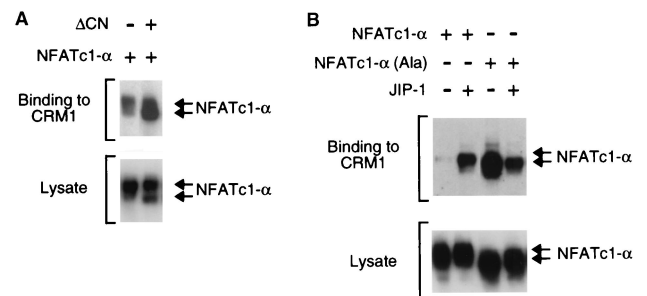 A
ΔCN - +
NFATc1-α + +
Binding to
CRM1
NFATc1-α
Lysate
NFATc1-α
B
NFATc1-α + + - -
NFATc1-α (Ala) - - + +
JIP-1 - + - +
Binding to
CRM1
NFATc1-α
Lysate
NFATc1-α